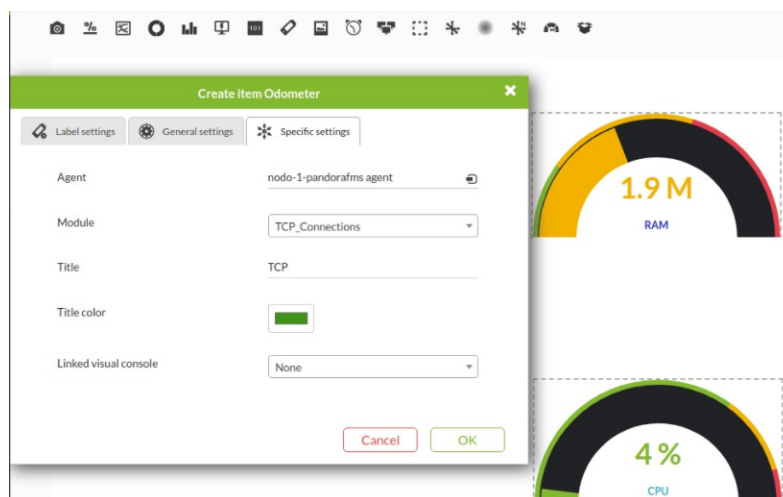 %
101
Create item Odometer
Label settings
General settings
Specific settings
Agent
nodo-1-pandorafms agent
Module
TCP_Connections
Title
TCP
Title color
Linked visual console
None
Cancel
OK
1.9 M
RAM
4 %
CPU